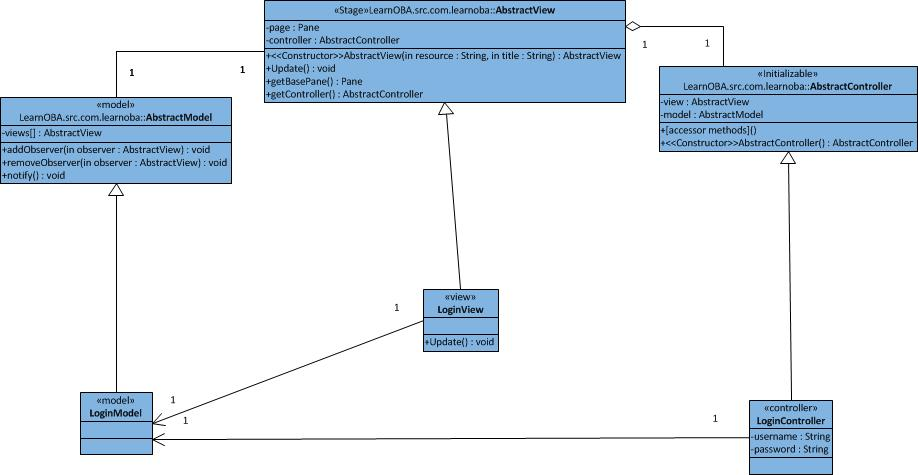 «Stage»LearnOBA.src.com.learnoba::AbstractView
-page : Pane
-controller : AbstractController
+<<Constructor>>AbstractView(in resource : String, in title : String) : AbstractView
+Update() : void
+getBasePane() : Pane
+getController() : AbstractController
1
1
1
1
«model»
LearnOBA.src.com.learnoba::AbstractModel
-views[] : AbstractView
+addObserver(in observer : AbstractView) : void
+removeObserver(in observer : AbstractView) : void
+notify() : void
«Initializable»
LearnOBA.src.com.learnoba::AbstractController
-view : AbstractView
-model : AbstractModel
+[accessor methods]()
+<<Constructor>>AbstractController() : AbstractController
«view»
LoginView
+Update() : void
1
1
1
1
«model»
LoginModel
«controller»
LoginController
-username : String
-password : String